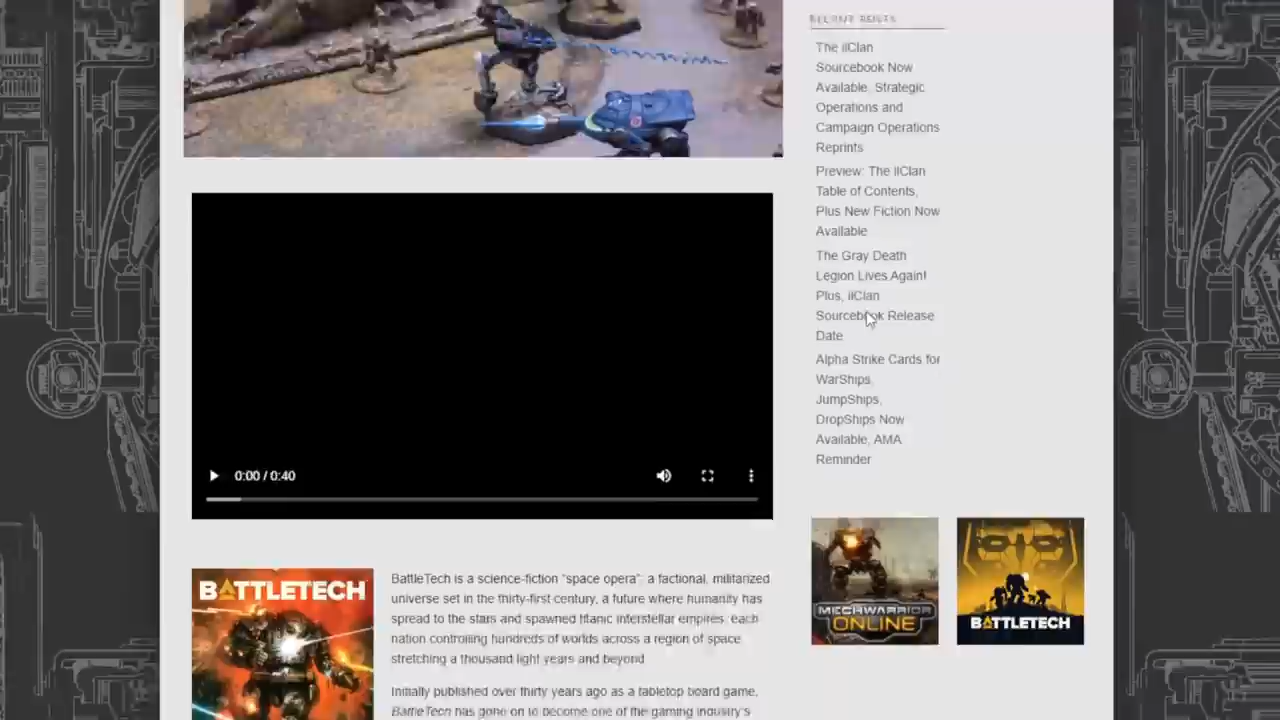 RECENT POSTS
The ilClan
Sourcebook Now
Available, Strategic
Operations and
Campaign Operations
Reprints
Preview: The ilClan
Table of Contents,
Plus New Fiction Now
Available
The Gray Death
Legion Lives Again!
Plus, ilClan
Sourcebook Release
Date
Alpha Strike Cards for
WarShips,
JumpShips,
DropShips Now
Available, AMA
Reminder
0:00 / 0:40
MECHWARRIOR
ONLINE
BATTLETECH
BATTLETECH
BattleTech is a science-fiction "space opera": a factional, militarized
universe set in the thirty-first century, a future where humanity has
spread to the stars and spawned titanic interstellar empires, each
nation controlling hundreds of worlds across a region of space
stretching a thousand light years and beyond.
Initially published over thirty years ago as a tabletop board game,
BattleTech has gone on to become one of the gaming industry's